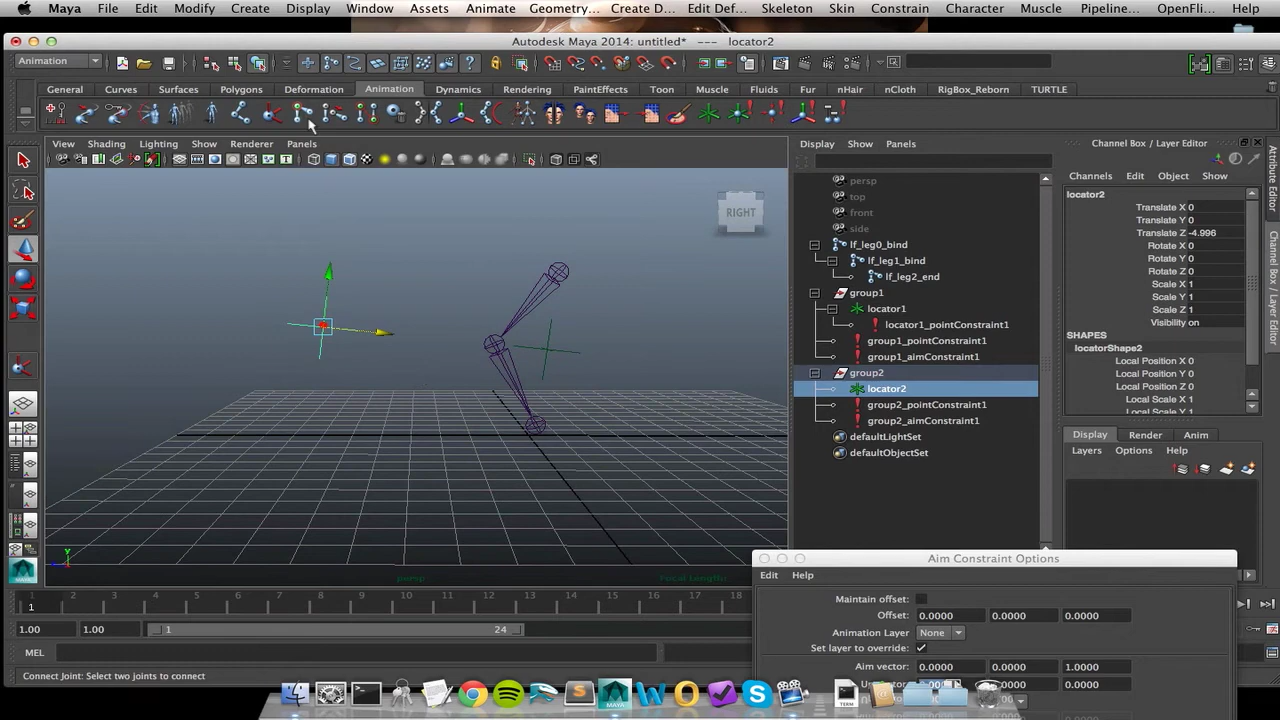 Maya File Edit Modify Create Display Window Assets Animate Geometry... Create D... Edit Def... Skeleton Skin Constrain Character Muscle Pipeline... OpenFli... Help
Autodesk Maya 2014: untitled* --- locator2
Animation
General Curves Surfaces Polygons Deformation Animation Dynamics Rendering PaintEffects Toon Muscle Fluids Fur nHair nCloth RigBox_Reborn TURTLE
View Shading Lighting Show Renderer Panels
RIGHT
persp
Focal Length:
y
z
Display Show Panels
persp
top
front
side
lf_leg0_bind
lf_leg1_bind
lf_leg2_end
group1
locator1
locator1_pointConstraint1
group1_pointConstraint1
group1_aimConstraint1
group2
locator2
group2_pointConstraint1
group2_aimConstraint1
defaultLightSet
defaultObjectSet
Channel Box / Layer Editor
Channels Edit Object Show
locator2
Translate X 0
Translate Y 0
Translate Z -4.996
Rotate X 0
Rotate Y 0
Rotate Z 0
Scale X 1
Scale Y 1
Scale Z 1
Visibility on
SHAPES
locatorShape2
Local Position X 0
Local Position Y 0
Local Position Z 0
Local Scale X 1
Attribute Editor
Channel Box / Layer Editor
Display Render Anim
Layers Options Help
Aim Constraint Options
Edit Help
Maintain offset:
Offset: 0.0000 0.0000 0.0000
Animation Layer None
Set layer to override:
Aim vector: 0.0000 0.0000 1.0000
0.0000
1 2 3 4 5 6 7 8 9 10 11 12 13 14 15 16 17 18
1
1.00 1.00 1 24
MEL
Connect Joint: Select two joints to connect
TERM